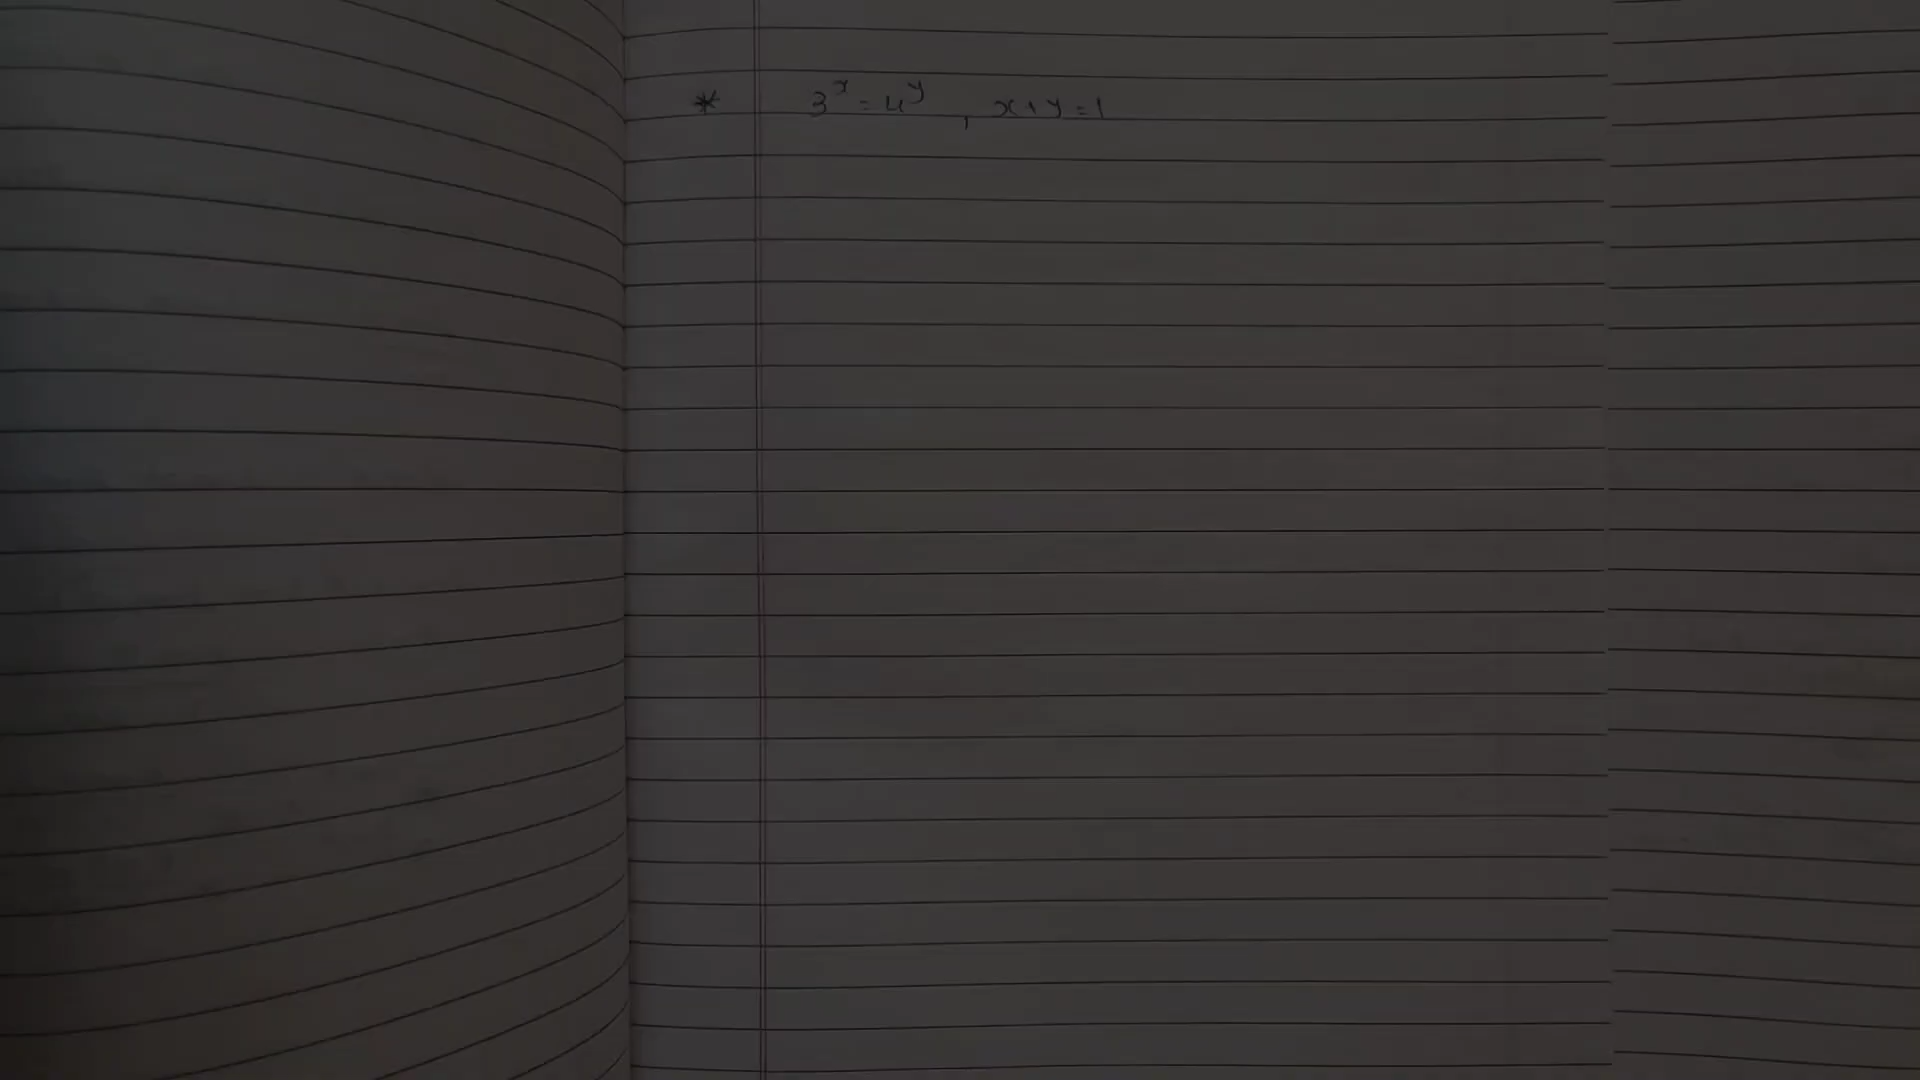 * 3^x = 4^y , x + y = 1